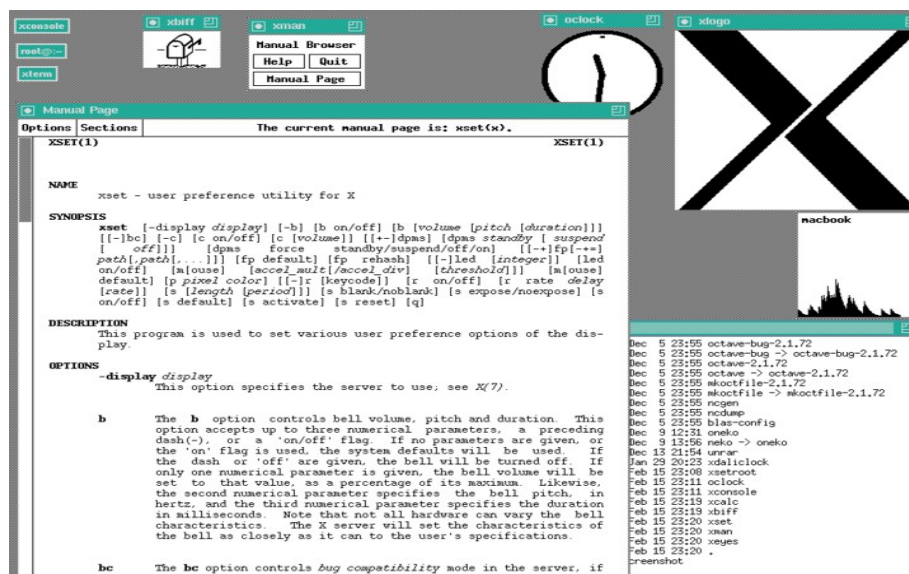 xconsole
root@:~
xterm
xbiff
xman
Manual Browser
Help Quit
Manual Page
oclock
xlogo
macbook
Manual Page
Options Sections The current manual page is: xset(x).
XSET(1) XSET(1)
NAME
xset - user preference utility for X
SYNOPSIS
xset [-display display] [-b] [b on/off] [b [volume [pitch [duration]]]
[[-]bc] [-c] [c on/off] [c [volume]] [[+-]dpms] [dpms standby [ suspend
[ off]]] [dpms force standby/suspend/off/on] [[-+]fp[-+=]
path[,path[,...]]] [fp default] [fp rehash] [[-]led [integer]] [led
on/off] [m[ouse] [accel_mult[/accel_div] [threshold]]] [m[ouse]
default] [p pixel color] [[-]r [keycode]] [r on/off] [r rate delay
[rate]] [s [length [period]]] [s blank/noblank] [s expose/noexpose] [s
on/off] [s default] [s activate] [s reset] [q]
DESCRIPTION
This program is used to set various user preference options of the dis-
play.
OPTIONS
-display display
This option specifies the server to use; see X(7).
b The b option controls bell volume, pitch and duration. This
option accepts up to three numerical parameters, a preceding
dash(-), or a 'on/off' flag. If no parameters are given, or
the 'on' flag is used, the system defaults will be used. If
the dash or 'off' are given, the bell will be turned off. If
only one numerical parameter is given, the bell volume will be
set to that value, as a percentage of its maximum. Likewise,
the second numerical parameter specifies the bell pitch, in
hertz, and the third numerical parameter specifies the duration
in milliseconds. Note that not all hardware can vary the bell
characteristics. The X server will set the characteristics of
the bell as closely as it can to the user's specifications.
bc The bc option controls bug compatibility mode in the server, if
Dec 5 23:55 octave-bug-2.1.72
Dec 5 23:55 octave-bug -> octave-bug-2.1.72
Dec 5 23:55 octave-2.1.72
Dec 5 23:55 octave -> octave-2.1.72
Dec 5 23:55 mkoctfile-2.1.72
Dec 5 23:55 mkoctfile -> mkoctfile-2.1.72
Dec 5 23:55 ncgen
Dec 5 23:55 ncdump
Dec 5 23:55 blas-config
Dec 9 12:31 oneko
Dec 9 13:56 neko -> oneko
Dec 13 21:54 unrar
Jan 29 20:23 xdaliclock
Feb 15 23:08 xsetroot
Feb 15 23:11 oclock
Feb 15 23:11 xconsole
Feb 15 23:19 xcalc
Feb 15 23:19 xbiff
Feb 15 23:20 xset
Feb 15 23:20 xman
Feb 15 23:20 xeyes
Feb 15 23:20 .
creenshot